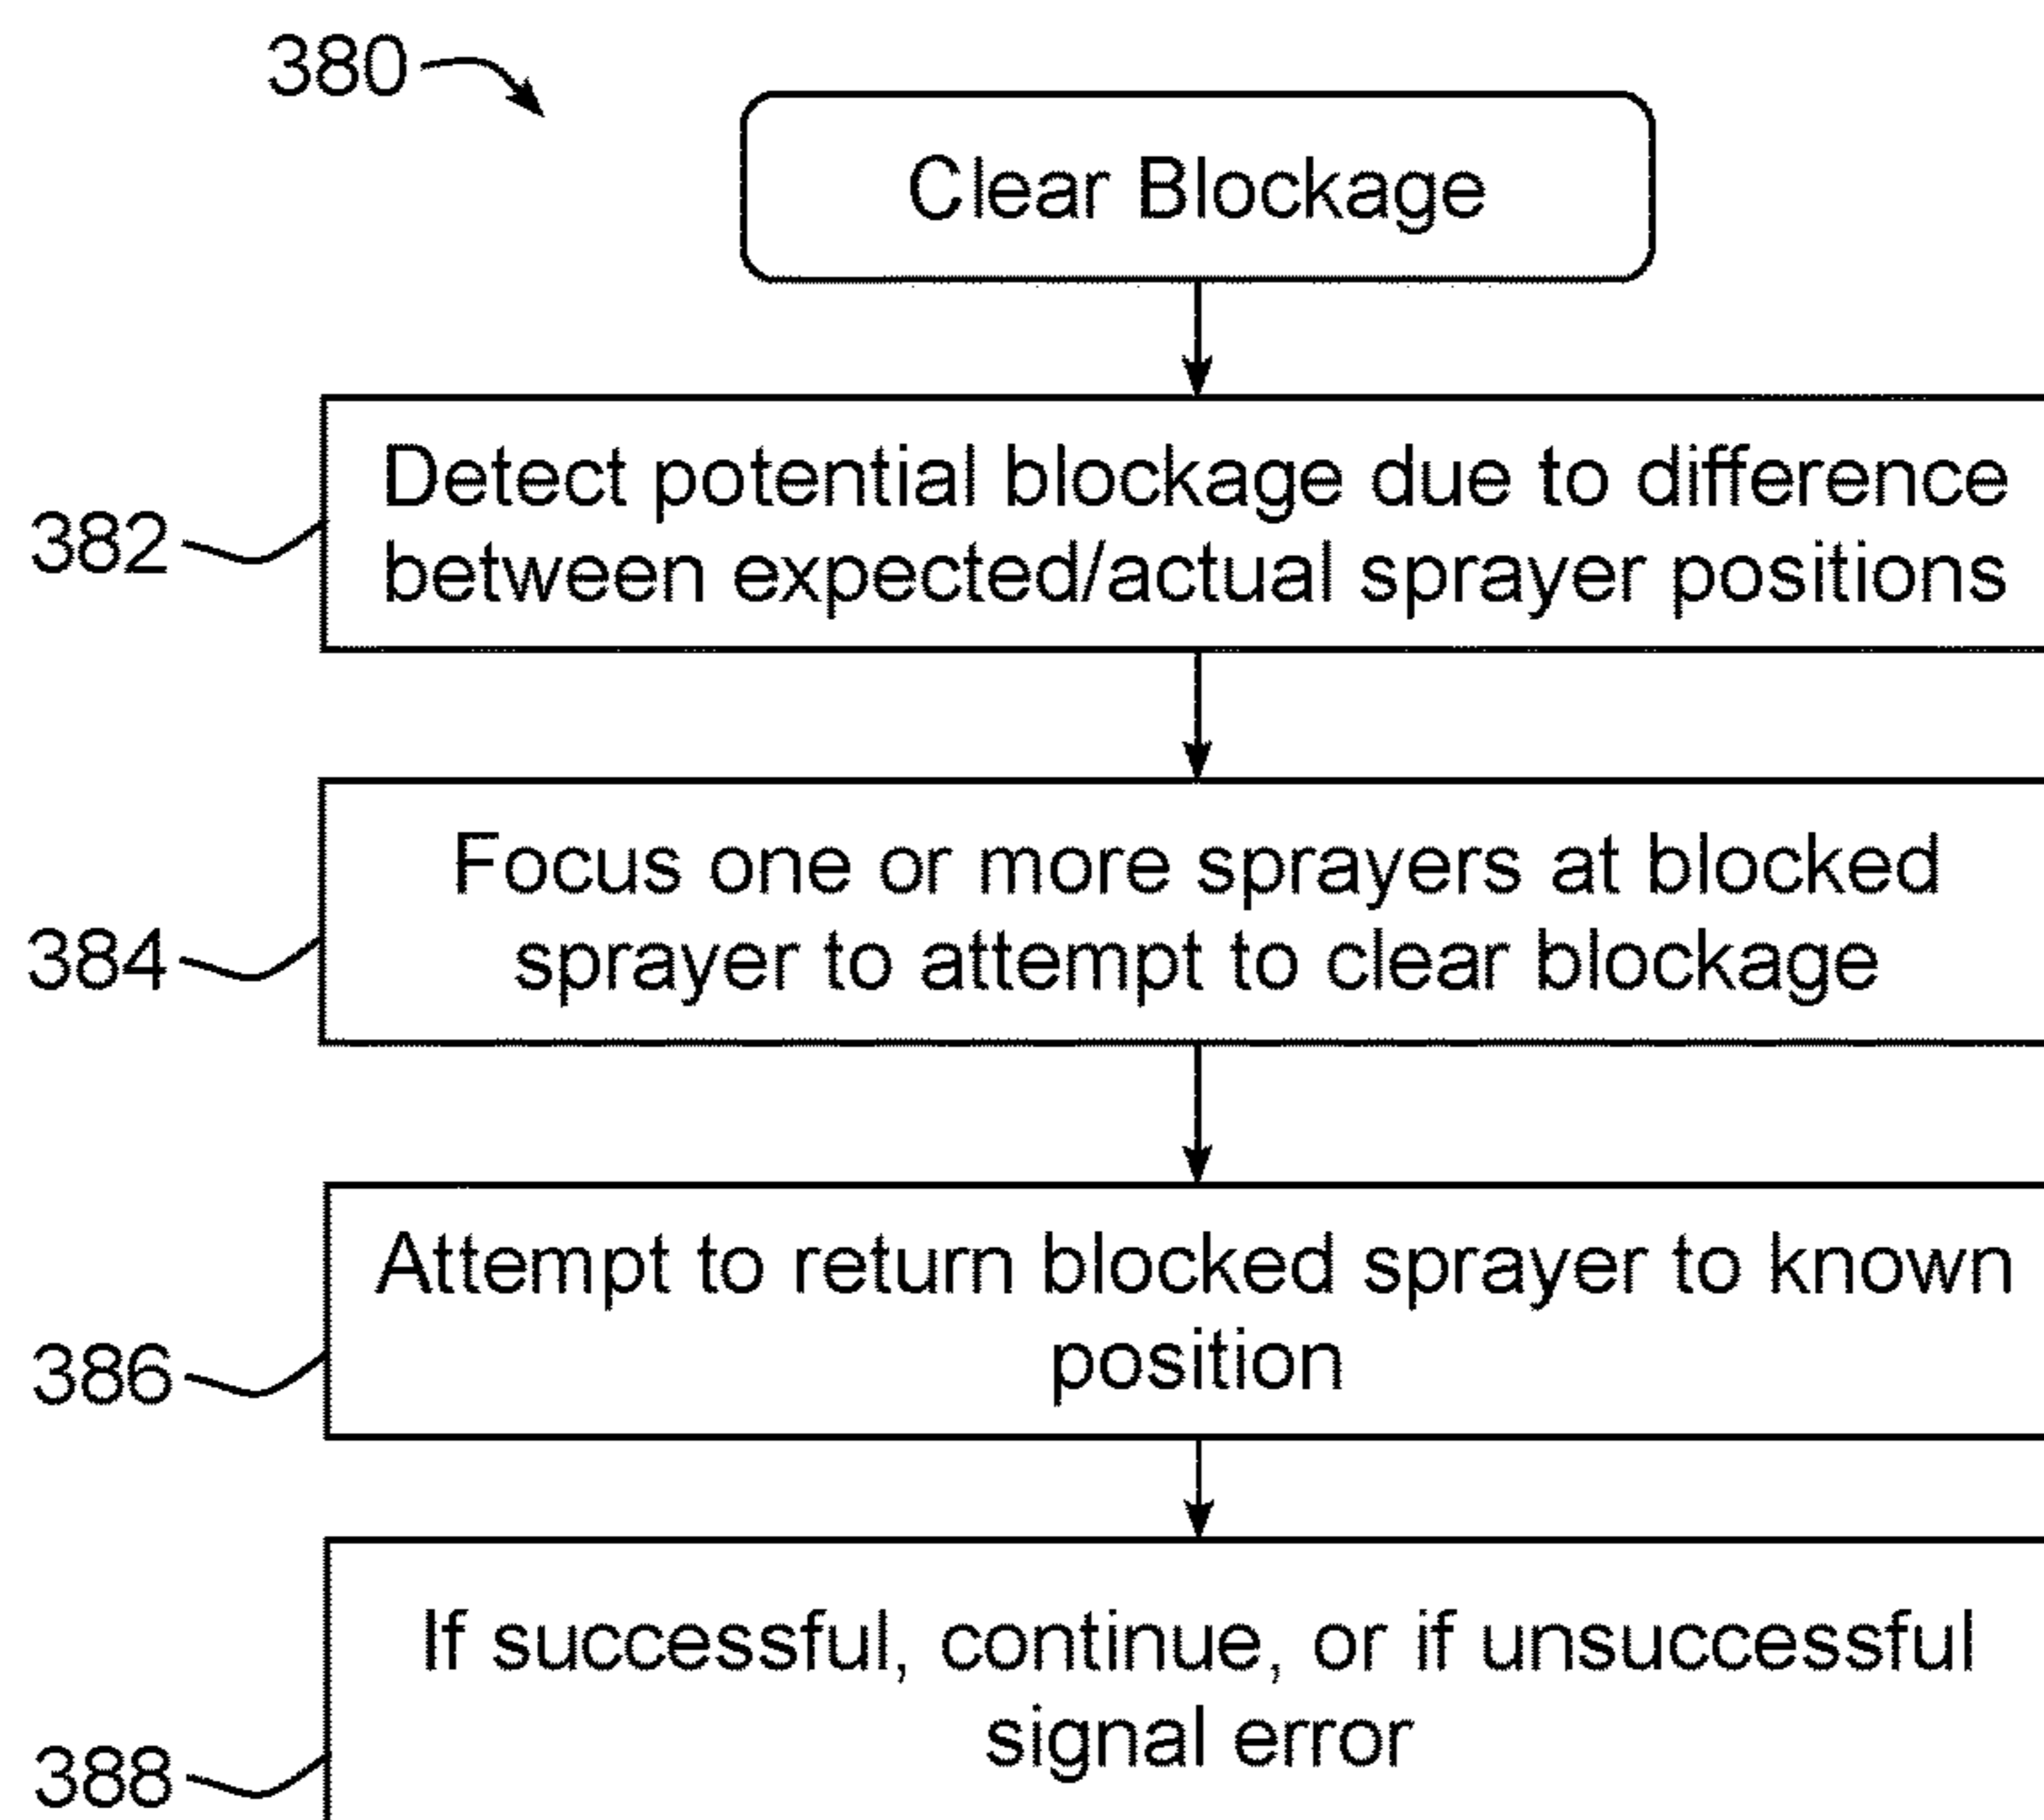 380
Clear Blockage
382
Detect potential blockage due to difference
between expected/actual sprayer positions
384
Focus one or more sprayers at blocked
sprayer to attempt to clear blockage
386
Attempt to return blocked sprayer to known
position
388
If successful, continue, or if unsuccessful
signal error